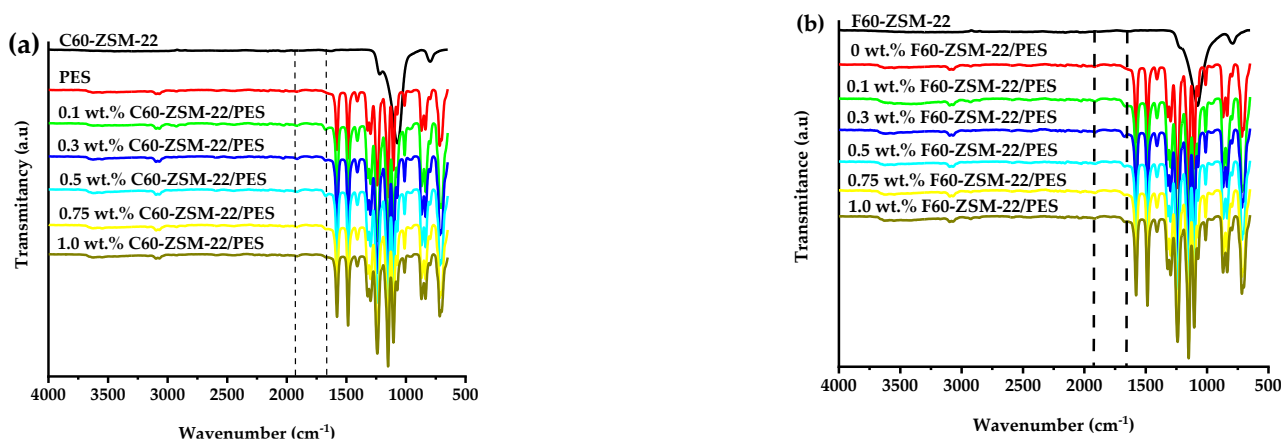 (a)
C60-ZSM-22
PES
0.1 wt.% C60-ZSM-22/PES
0.3 wt.% C60-ZSM-22/PES
0.5 wt.% C60-ZSM-22/PES
0.75 wt.% C60-ZSM-22/PES
1.0 wt.% C60-ZSM-22/PES
Transmitancy (a.u)
4000 3500 3000 2500 2000 1500 1000 500
Wavenumber (cm⁻¹)
(b)
F60-ZSM-22
0 wt.% F60-ZSM-22/PES
0.1 wt.% F60-ZSM-22/PES
0.3 wt.% F60-ZSM-22/PES
0.5 wt.% F60-ZSM-22/PES
0.75 wt.% F60-ZSM-22/PES
1.0 wt.% F60-ZSM-22/PES
Transmitance (a.u)
4000 3500 3000 2500 2000 1500 1000 500
Wavenumber (cm⁻¹)